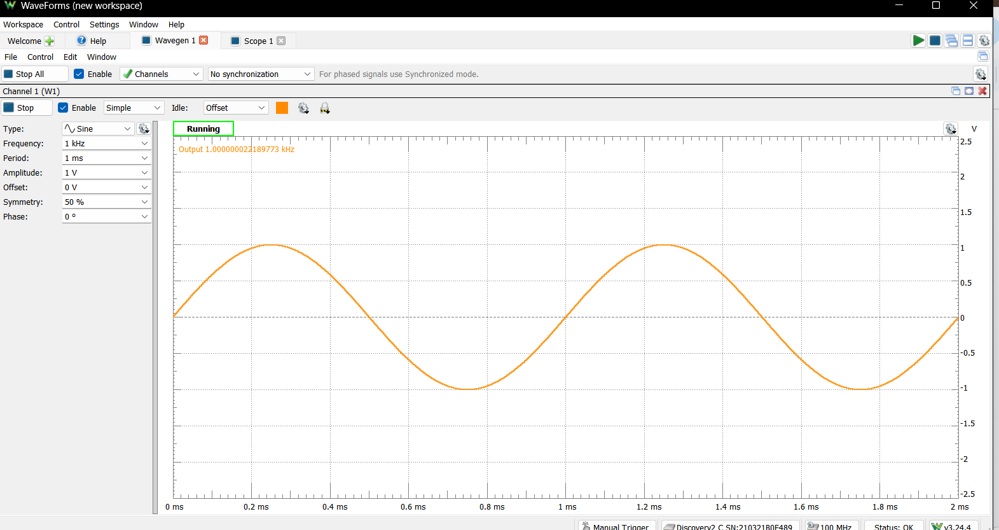 WaveForms (new workspace)
Workspace Control Settings Window Help
Welcome Help Wavegen 1 Scope 1
File Control Edit Window
Stop All Enable Channels No synchronization For phased signals use Synchronized mode.
Channel 1 (W1)
Stop Enable Simple Idle: Offset
Type: Sine
Frequency: 1 kHz
Period: 1 ms
Amplitude: 1 V
Offset: 0 V
Symmetry: 50 %
Phase: 0 º
Running V
Output 1.000000022189773 kHz
2.5
2
1.5
1
0.5
0
-0.5
-1
-1.5
-2
-2.5
0 ms 0.2 ms 0.4 ms 0.6 ms 0.8 ms 1 ms 1.2 ms 1.4 ms 1.6 ms 1.8 ms 2 ms
Manual Trigger Discovery2 C SN:210321B0E489 100 MHz Status: OK v3.24.4